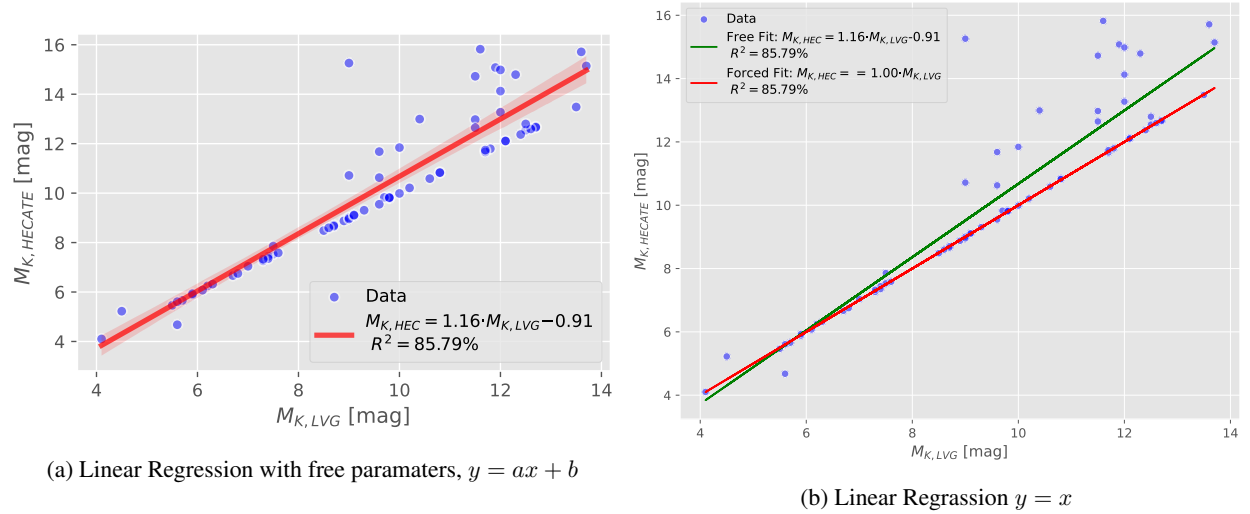 16
14
12
10
8
6
4
M_{K, HECATE} [mag]
Data
M_{K, HEC} = 1.16·M_{K, LVG}−0.91
R² = 85.79%
4 6 8 10 12 14
M_{K, LVG} [mag]
(a) Linear Regression with free paramaters, y = ax + b
16
14
12
10
8
6
4
M_{K, HECATE} [mag]
Data
Free Fit: M_{K, HEC}=1.16·M_{K, LVG}-0.91
R² = 85.79%
Forced Fit: M_{K, HEC}= = 1.00·M_{K, LVG}
R² = 85.79%
4 6 8 10 12 14
M_{K, LVG} [mag]
(b) Linear Regrassion y = x